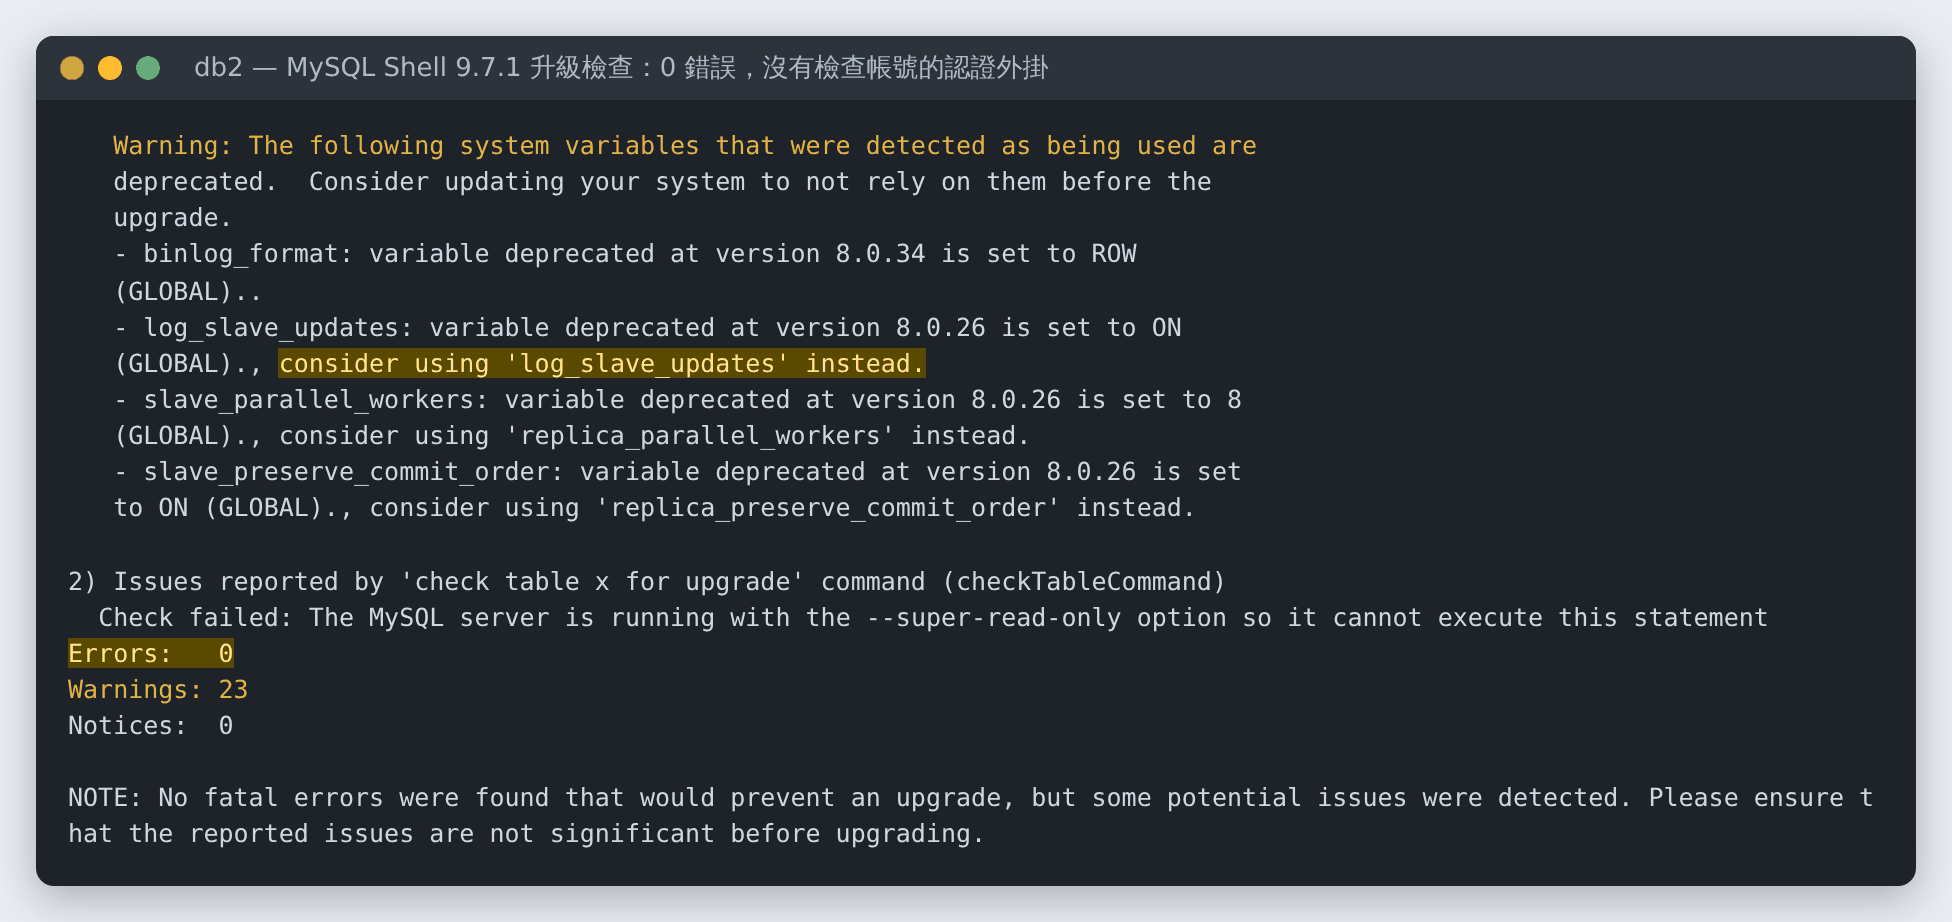 db2 — MySQL Shell 9.7.1 升級檢查：0 錯誤，沒有檢查帳號的認證外掛
Warning: The following system variables that were detected as being used are
deprecated.  Consider updating your system to not rely on them before the
upgrade.
- binlog_format: variable deprecated at version 8.0.34 is set to ROW
(GLOBAL)..
- log_slave_updates: variable deprecated at version 8.0.26 is set to ON
(GLOBAL)., consider using 'log_slave_updates' instead.
- slave_parallel_workers: variable deprecated at version 8.0.26 is set to 8
(GLOBAL)., consider using 'replica_parallel_workers' instead.
- slave_preserve_commit_order: variable deprecated at version 8.0.26 is set
to ON (GLOBAL)., consider using 'replica_preserve_commit_order' instead.
2) Issues reported by 'check table x for upgrade' command (checkTableCommand)
Check failed: The MySQL server is running with the --super-read-only option so it cannot execute this statement
Errors:   0
Warnings: 23
Notices:  0
NOTE: No fatal errors were found that would prevent an upgrade, but some potential issues were detected. Please ensure t
hat the reported issues are not significant before upgrading.